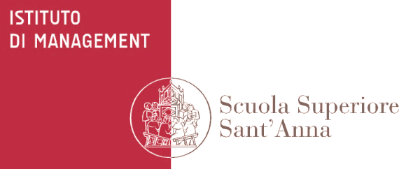 ISTITUTO
DI MANAGEMENT
Scuola Superiore
Sant'Anna